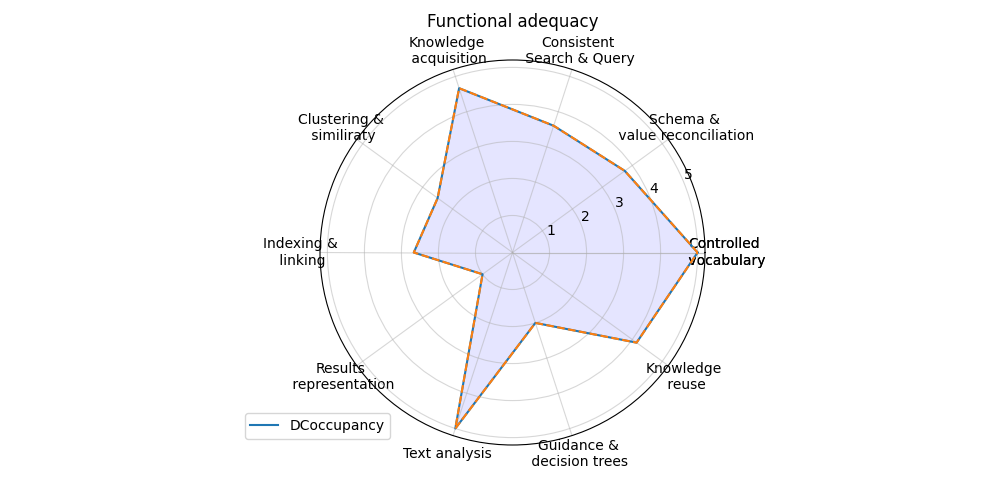 Functional adequacy
Knowledge
acquisition
Consistent
Search & Query
Clustering &
similiraty
Schema &
value reconciliation
5
4
3
2
1
Indexing &
linking
Controlled
vocabulary
Results
representation
Knowledge
reuse
DCoccupancy
Text analysis
Guidance &
decision trees